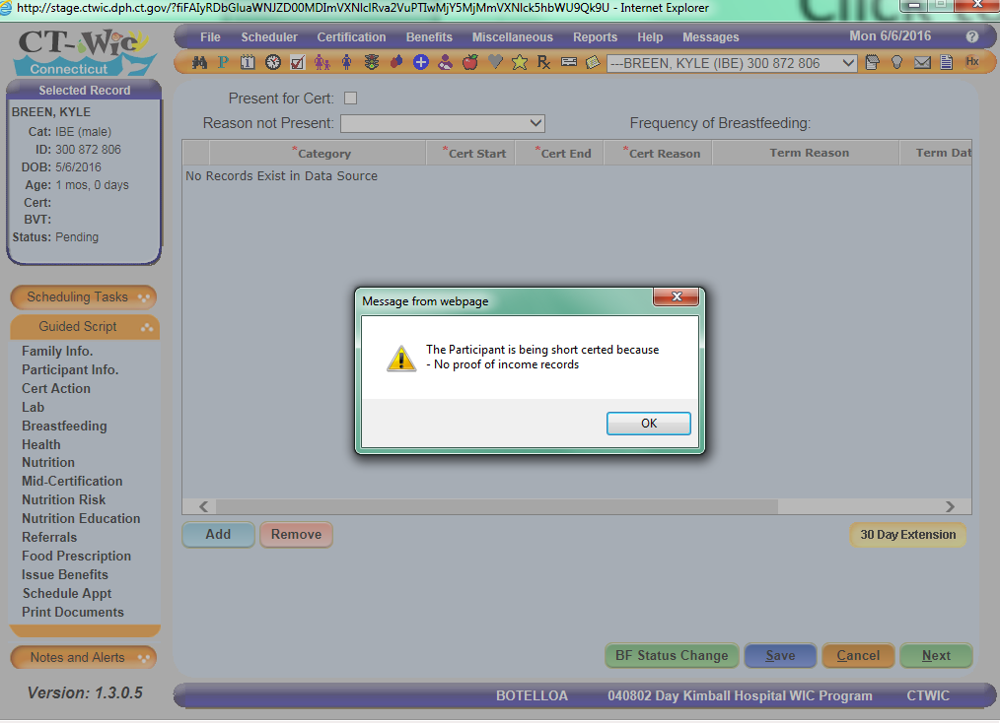 http://stage.ctwic.dph.ct.gov/?fiFAIyRDbGluaWNJZD00MDImVXNlclRva2VuPTIwMjY5MjMmVXNlck5hbWU9Qk9U - Internet Explorer
Click to
CT-Wic
Connecticut
File Scheduler Certification Benefits Miscellaneous Reports Help Messages Mon 6/6/2016 ?
P 1 Rx ---BREEN, KYLE (IBE) 300 872 806 Hx
Selected Record
BREEN, KYLE
Cat: IBE (male)
ID: 300 872 806
DOB: 5/6/2016
Age: 1 mos, 0 days
Cert:
BVT:
Status: Pending
Scheduling Tasks
Guided Script
Family Info.
Participant Info.
Cert Action
Lab
Breastfeeding
Health
Nutrition
Mid-Certification
Nutrition Risk
Nutrition Education
Referrals
Food Prescription
Issue Benefits
Schedule Appt
Print Documents
Notes and Alerts
Version: 1.3.0.5
Present for Cert:
Reason not Present: Frequency of Breastfeeding:
*Category *Cert Start *Cert End *Cert Reason Term Reason Term Dat
No Records Exist in Data Source
Message from webpage
The Participant is being short certed because
- No proof of income records
OK
Add Remove 30 Day Extension
BF Status Change Save Cancel Next
BOTELLOA 040802 Day Kimball Hospital WIC Program CTWIC